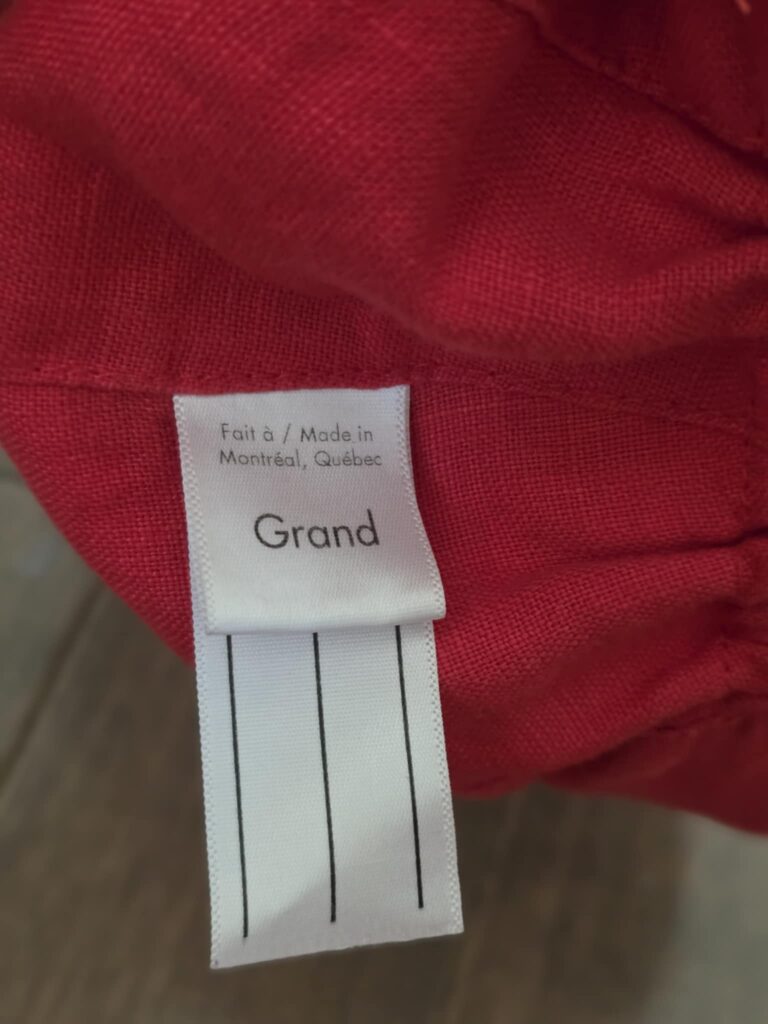 Fait à / Made in
Montréal, Québec
Grand